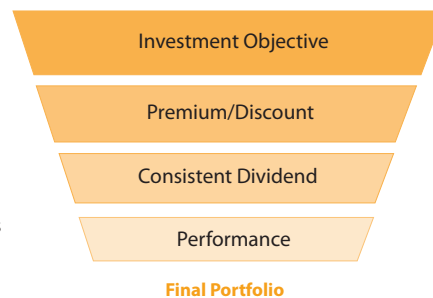 Investment Objective
Premium/Discount
Consistent Dividend
Performance
Final Portfolio